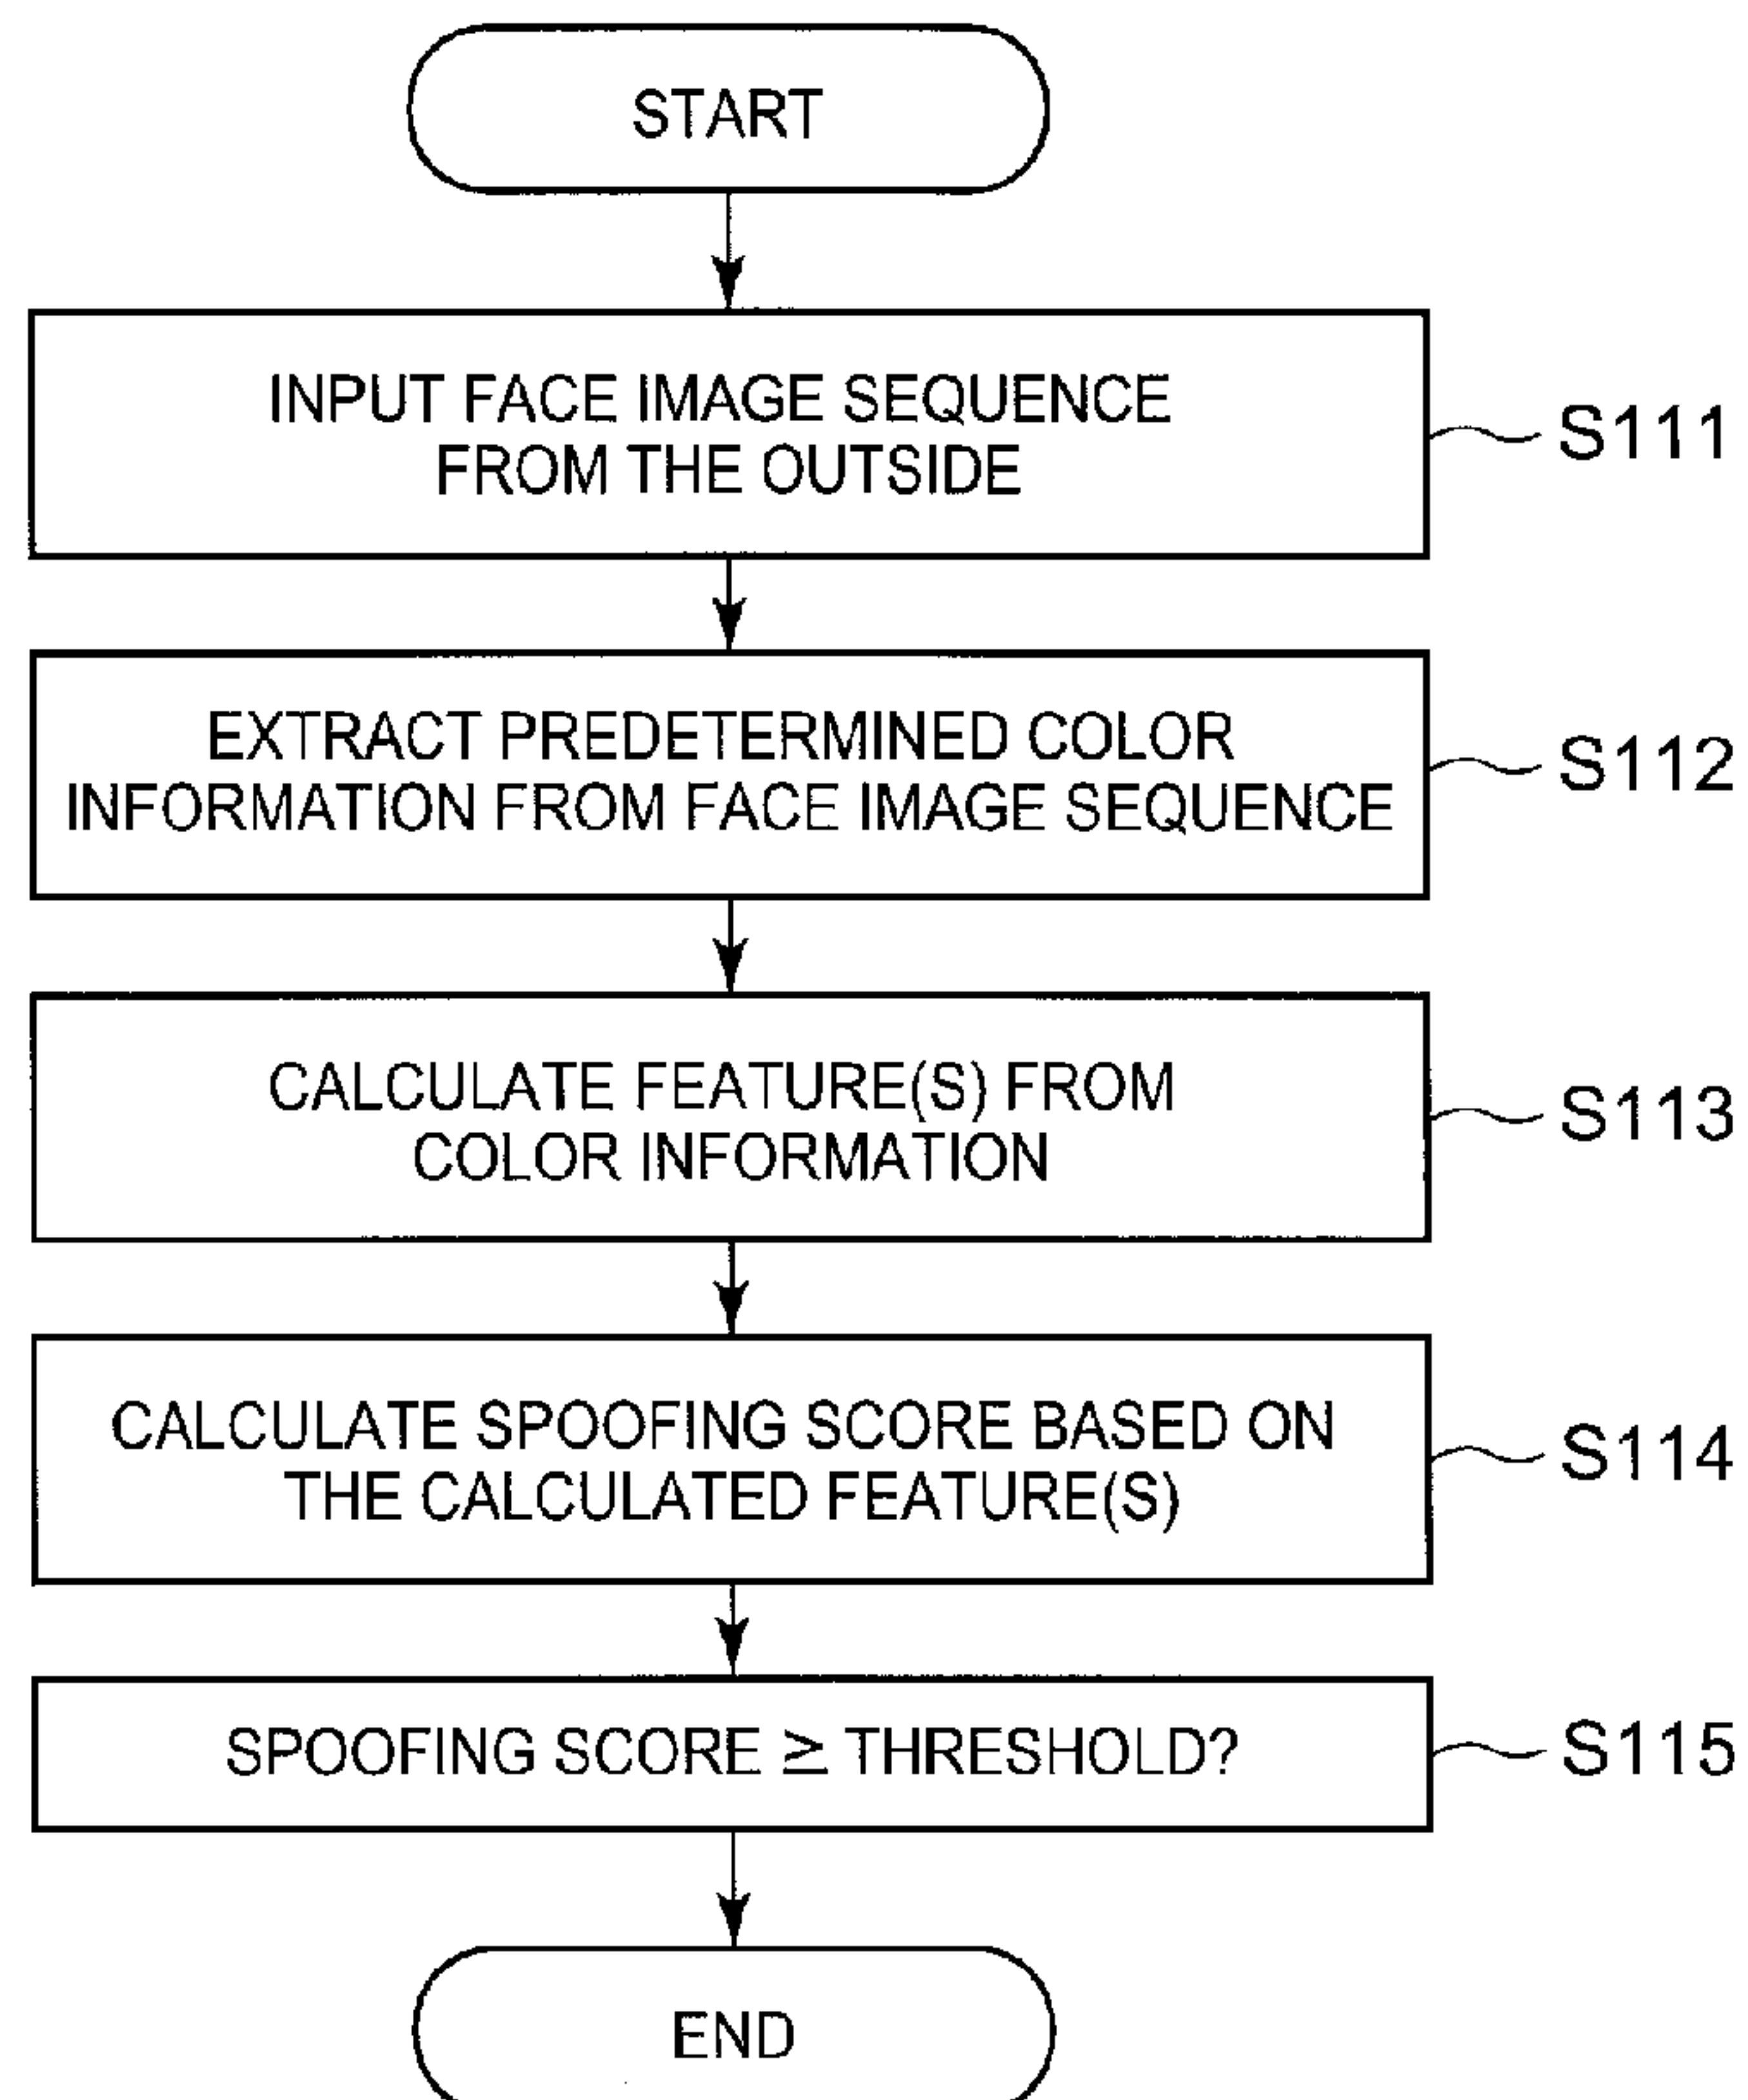 START
INPUT FACE IMAGE SEQUENCE
FROM THE OUTSIDE
S111
EXTRACT PREDETERMINED COLOR
INFORMATION FROM FACE IMAGE SEQUENCE
S112
CALCULATE FEATURE(S) FROM
COLOR INFORMATION
S113
CALCULATE SPOOFING SCORE BASED ON
THE CALCULATED FEATURE(S)
S114
SPOOFING SCORE ≥ THRESHOLD?
S115
END